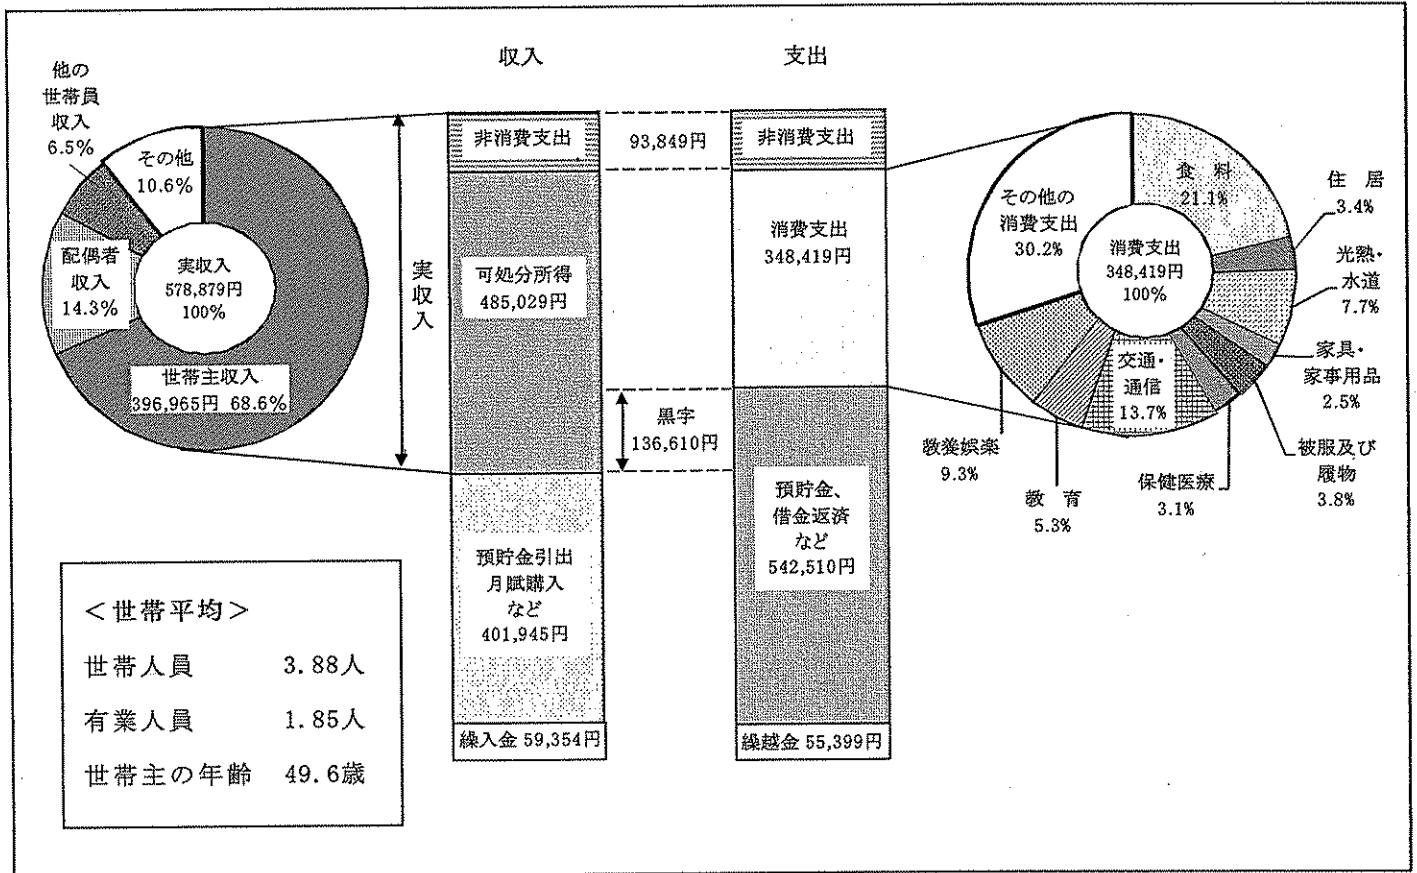 収入
支出
他の
世帯員
収入
6.5%
その他
10.6%
配偶者
収入
14.3%
実収入
578,879円
100%
世帯主収入
396,965円 68.6%
実収入
非消費支出
可処分所得
485,029円
預貯金引出
月賦購入
など
401,945円
繰入金 59,354円
93,849円
黒字
136,610円
非消費支出
消費支出
348,419円
預貯金、
借金返済
など
542,510円
繰越金 55,399円
その他の
消費支出
30.2%
消費支出
348,419円
100%
食 料
21.1%
住 居
3.4%
光熱・
水道
7.7%
家具・
家事用品
2.5%
被服及び
履物
3.8%
保健医療
3.1%
交通・
通信
13.7%
教育
5.3%
教養娯楽
9.3%
<世帯平均>
世帯人員 3.88人
有業人員 1.85人
世帯主の年齢 49.6歳